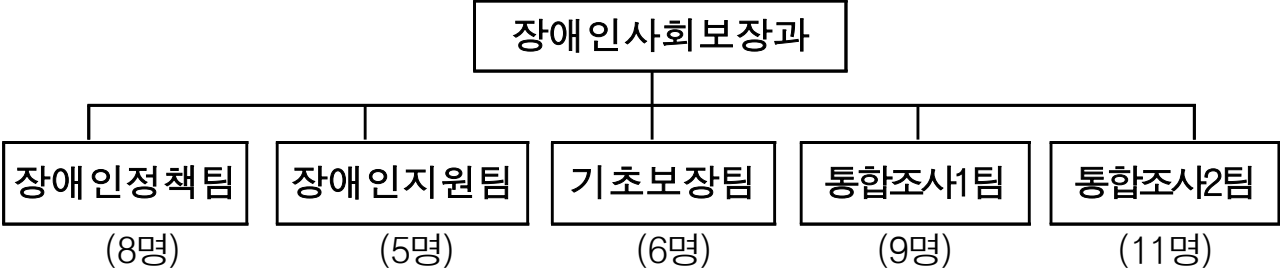 장애인사회보장과
장애인정책팀 장애인지원팀 기초보장팀 통합조사1팀 통합조사2팀
(8명) (5명) (6명) (9명) (11명)